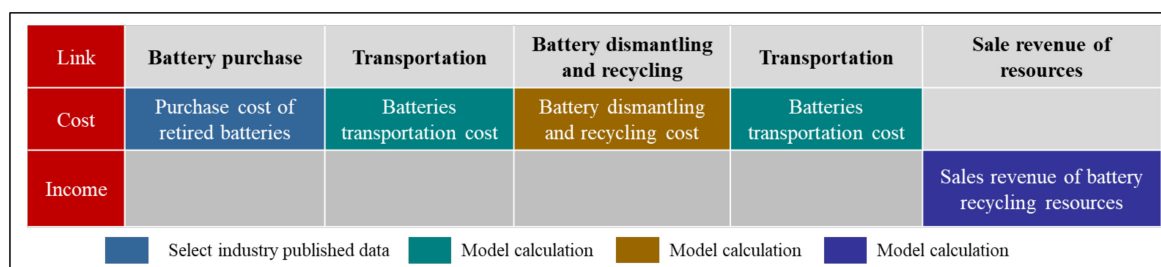 Link
Battery purchase
Transportation
Battery dismantling
and recycling
Transportation
Sale revenue of
resources
Cost
Purchase cost of
retired batteries
Batteries
transportation cost
Battery dismantling
and recycling cost
Batteries
transportation cost
Income
Sales revenue of battery
recycling resources
Select industry published data
Model calculation
Model calculation
Model calculation